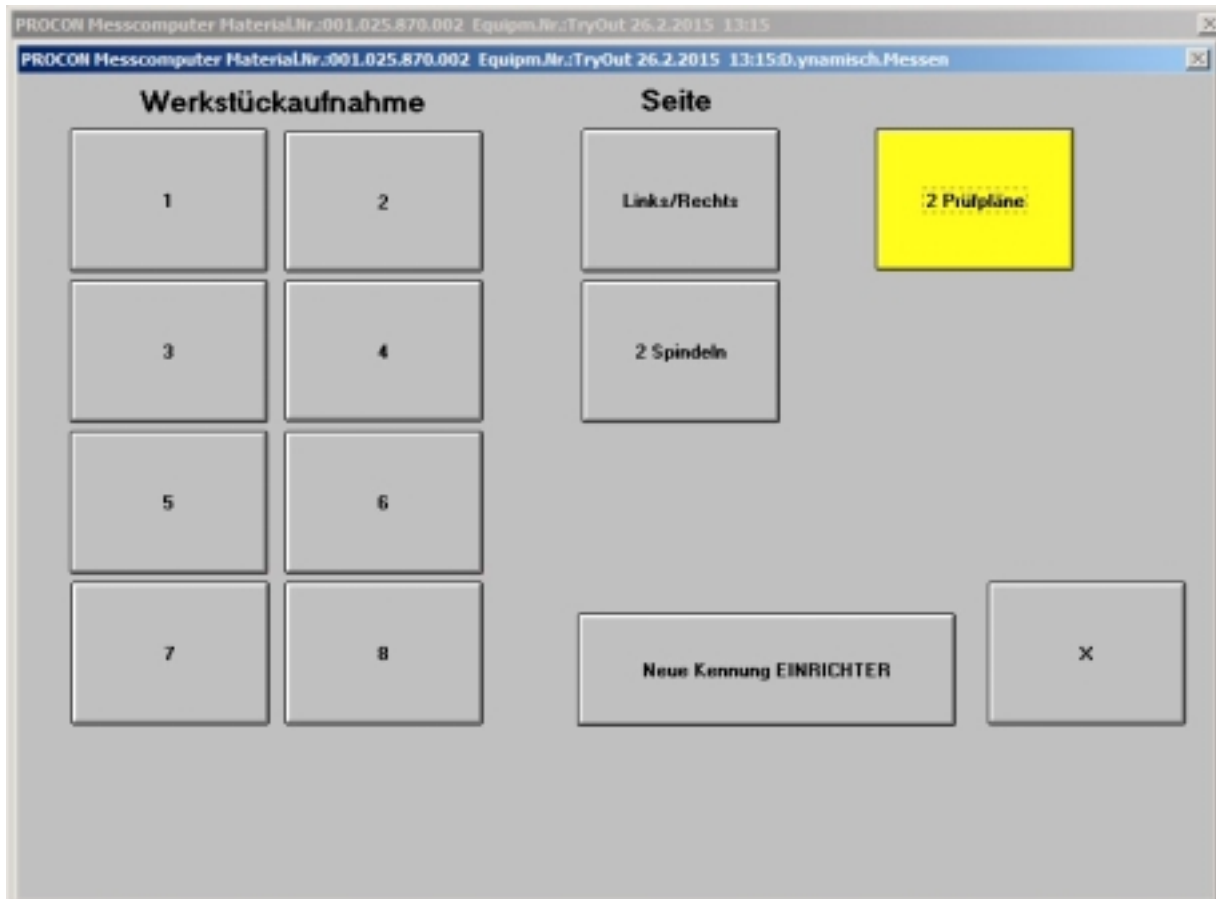 PROCON Messcomputer Material.Nr.:001.025.870.002 Equipm.Nr.:TryOut 26.2.2015 13:15
PROCON Messcomputer Material.Nr.:001.025.870.002 Equipm.Nr.:TryOut 26.2.2015 13:15:D.ynamisch.Messen
Werkstückaufnahme Seite
1 2 Links/Rechts 2 Prüfpläne
3 4 2 Spindeln
5 6
7 8 Neue Kennung EINRICHTER X